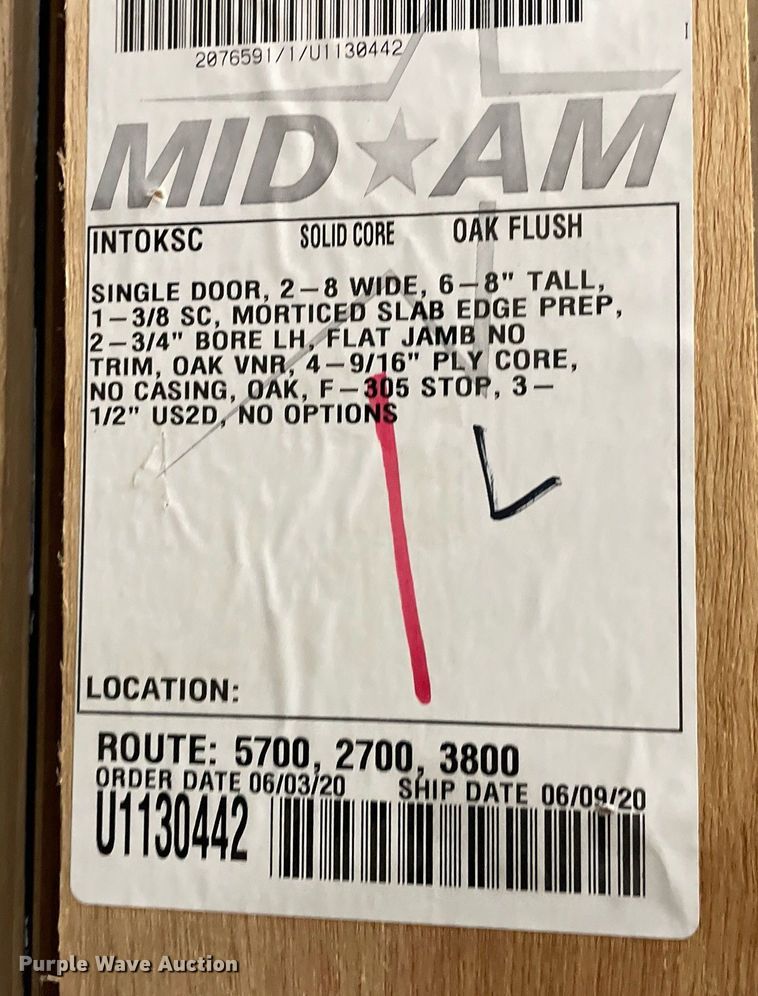 2076591/1/U1130442
MID★AM
INTOKSC SOLID CORE OAK FLUSH
SINGLE DOOR, 2-8 WIDE, 6-8" TALL,
1-3/8 SC, MORTICED SLAB EDGE PREP,
2-3/4" BORE LH, FLAT JAMB NO
TRIM, OAK VNR, 4-9/16" PLY CORE,
NO CASING, OAK, F-305 STOP, 3-
1/2" US2D, NO OPTIONS
L
LOCATION:
ROUTE: 5700, 2700, 3800
ORDER DATE 06/03/20 SHIP DATE 06/09/20
U1130442
Purple Wave Auction